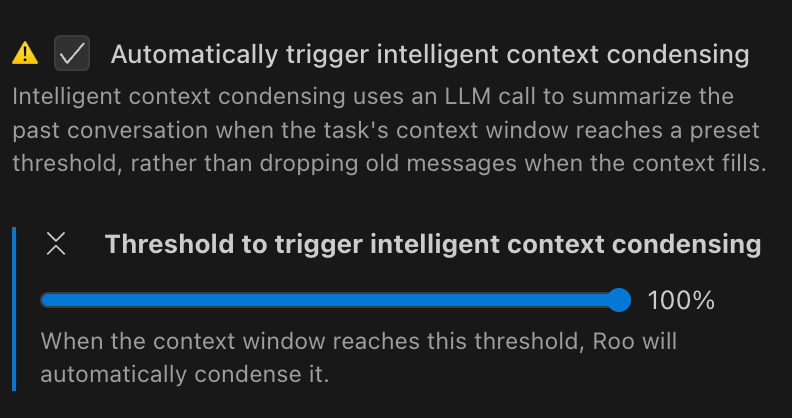 Automatically trigger intelligent context condensing
Intelligent context condensing uses an LLM call to summarize the
past conversation when the task's context window reaches a preset
threshold, rather than dropping old messages when the context fills.
Threshold to trigger intelligent context condensing
100%
When the context window reaches this threshold, Roo will
automatically condense it.